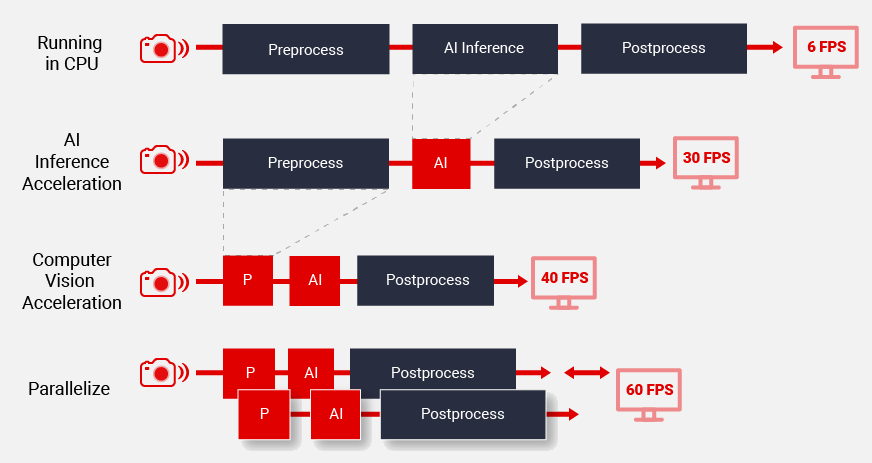 Running
in CPU
Preprocess
AI Inference
Postprocess
6 FPS
AI
Inference
Acceleration
Preprocess
AI
Postprocess
30 FPS
Computer
Vision
Acceleration
P
AI
Postprocess
40 FPS
Parallelize
P
AI
Postprocess
P
AI
Postprocess
60 FPS